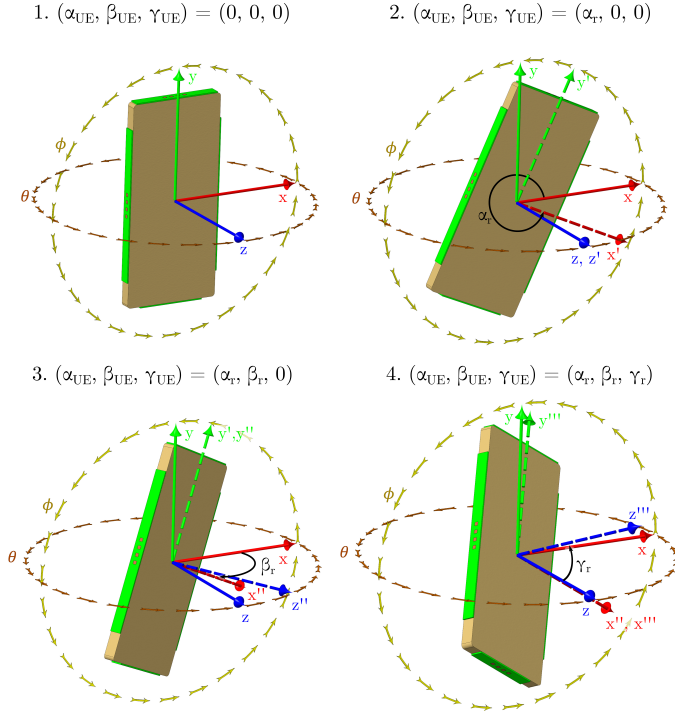 1. (α_UE, β_UE, γ_UE) = (0, 0, 0)
2. (α_UE, β_UE, γ_UE) = (α_r, 0, 0)
y
ϕ
θ
x
z
y
y'
ϕ
θ
α_r
x
x'
z, z'
3. (α_UE, β_UE, γ_UE) = (α_r, β_r, 0)
4. (α_UE, β_UE, γ_UE) = (α_r, β_r, γ_r)
y
y',y''
ϕ
θ
x
β_r
x''
z''
z
y
y'''
ϕ
z'''
θ
x
γ_r
z
x'', x'''